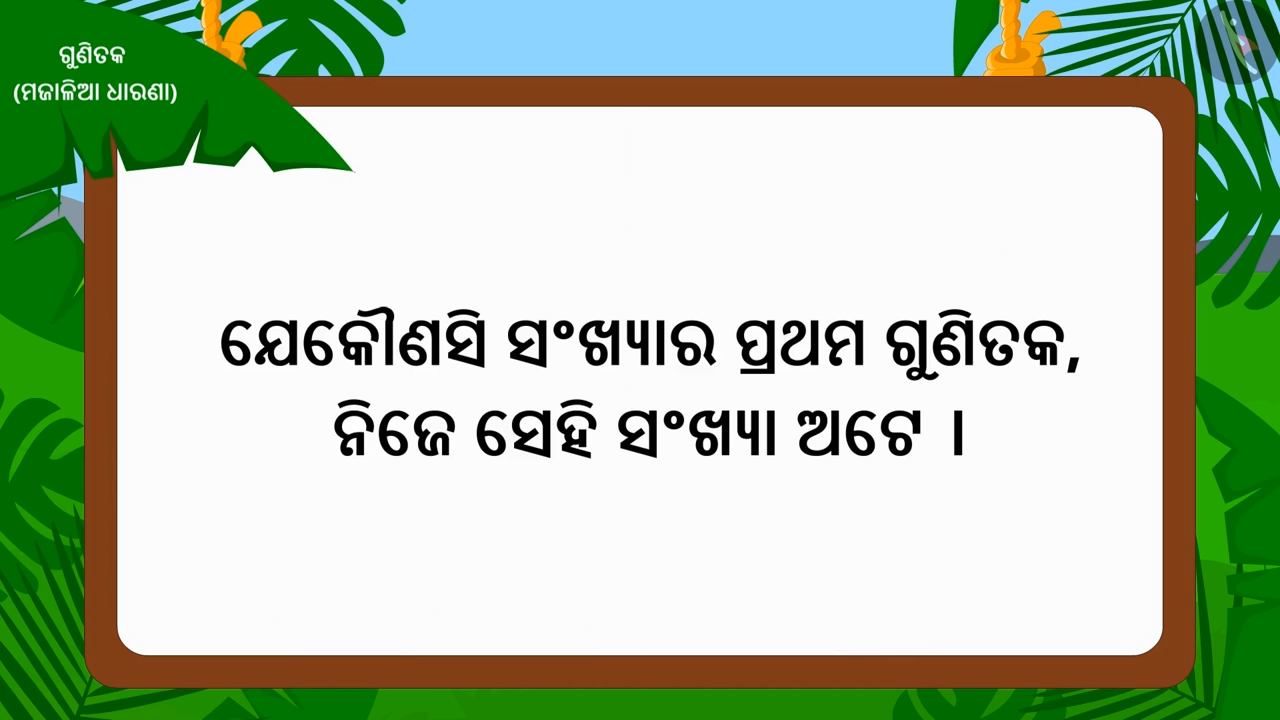 ଗୁଣିତକ
(ମଜାଳିଆ ଧାରଣା)
ଯେକୌଣସି ସଂଖ୍ୟାର ପ୍ରଥମ ଗୁଣିତକ,
ନିଜେ ସେହି ସଂଖ୍ୟା ଅଟେ ।